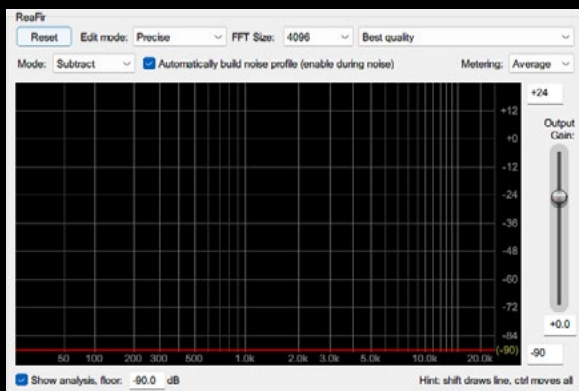 ReaFir
Reset Edit mode: Precise FFT Size: 4096 Best quality
Mode: Subtract Automatically build noise profile (enable during noise) Metering: Average
+24
+12
Output
Gain:
+0
-12
-24
-36
-48
-60
-72
+0.0
-84
(-90) -90
50 100 200 300 500 1.0k 2.0k 3.0k 5.0k 10.0k 20.0k
Show analysis, floor: -90.0 dB Hint: shift draws line, ctrl moves all